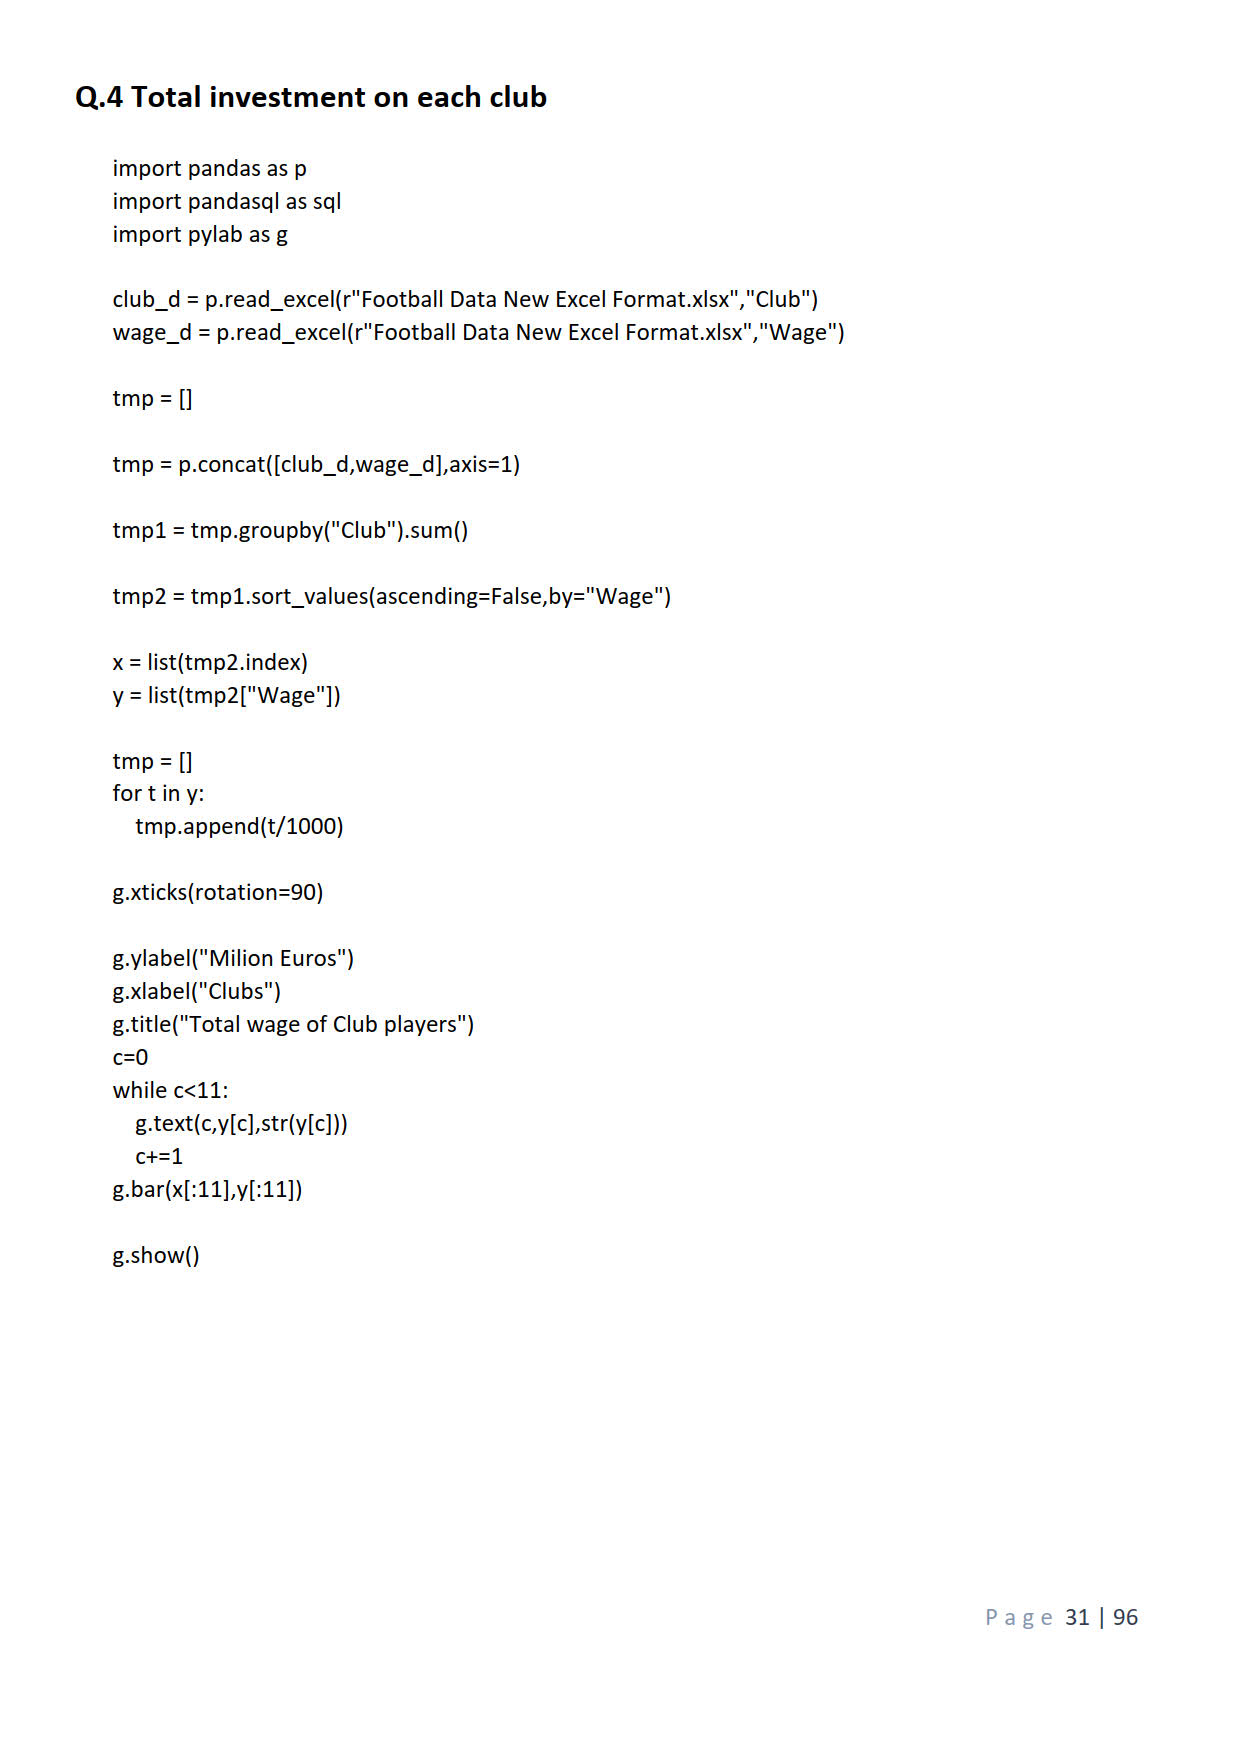 Q.4 Total investment on each club
import pandas as p
import pandasql as sql
import pylab as g
club_d = p.read_excel(r"Football Data New Excel Format.xlsx","Club")
wage_d = p.read_excel(r"Football Data New Excel Format.xlsx","Wage")
tmp = []
tmp = p.concat([club_d,wage_d],axis=1)
tmp1 = tmp.groupby("Club").sum()
tmp2 = tmp1.sort_values(ascending=False,by="Wage")
x = list(tmp2.index)
y = list(tmp2["Wage"])
tmp = []
for t in y:
    tmp.append(t/1000)
g.xticks(rotation=90)
g.ylabel("Milion Euros")
g.xlabel("Clubs")
g.title("Total wage of Club players")
c=0
while c<11:
    g.text(c,y[c],str(y[c]))
    c+=1
g.bar(x[:11],y[:11])
g.show()
Page 31 | 96